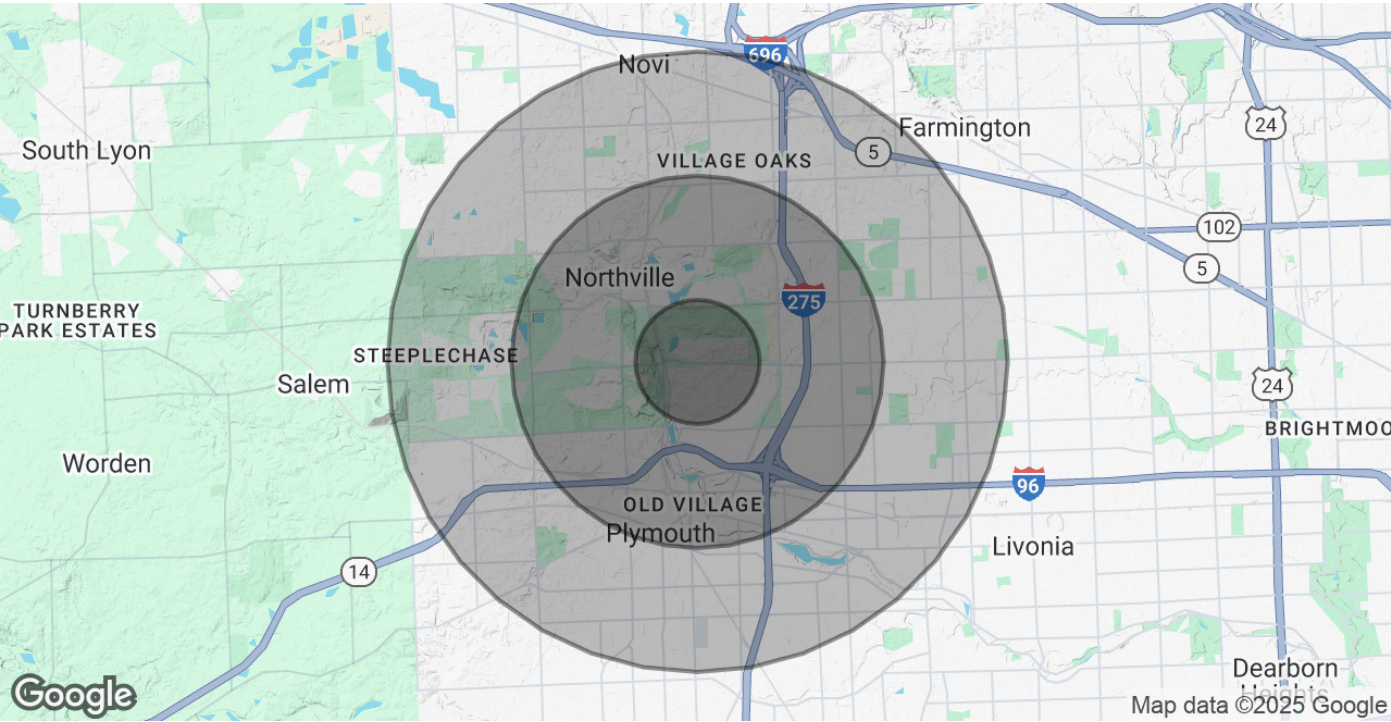 696
Novi
Farmington
24
South Lyon
5
VILLAGE OAKS
102
5
Northville
275
TURNBERRY
PARK ESTATES
STEEPLECHASE
Salem
24
BRIGHTMOO
Worden
96
OLD VILLAGE
Plymouth
Livonia
14
Dearborn
Heights
Google
Map data ©2025 Google